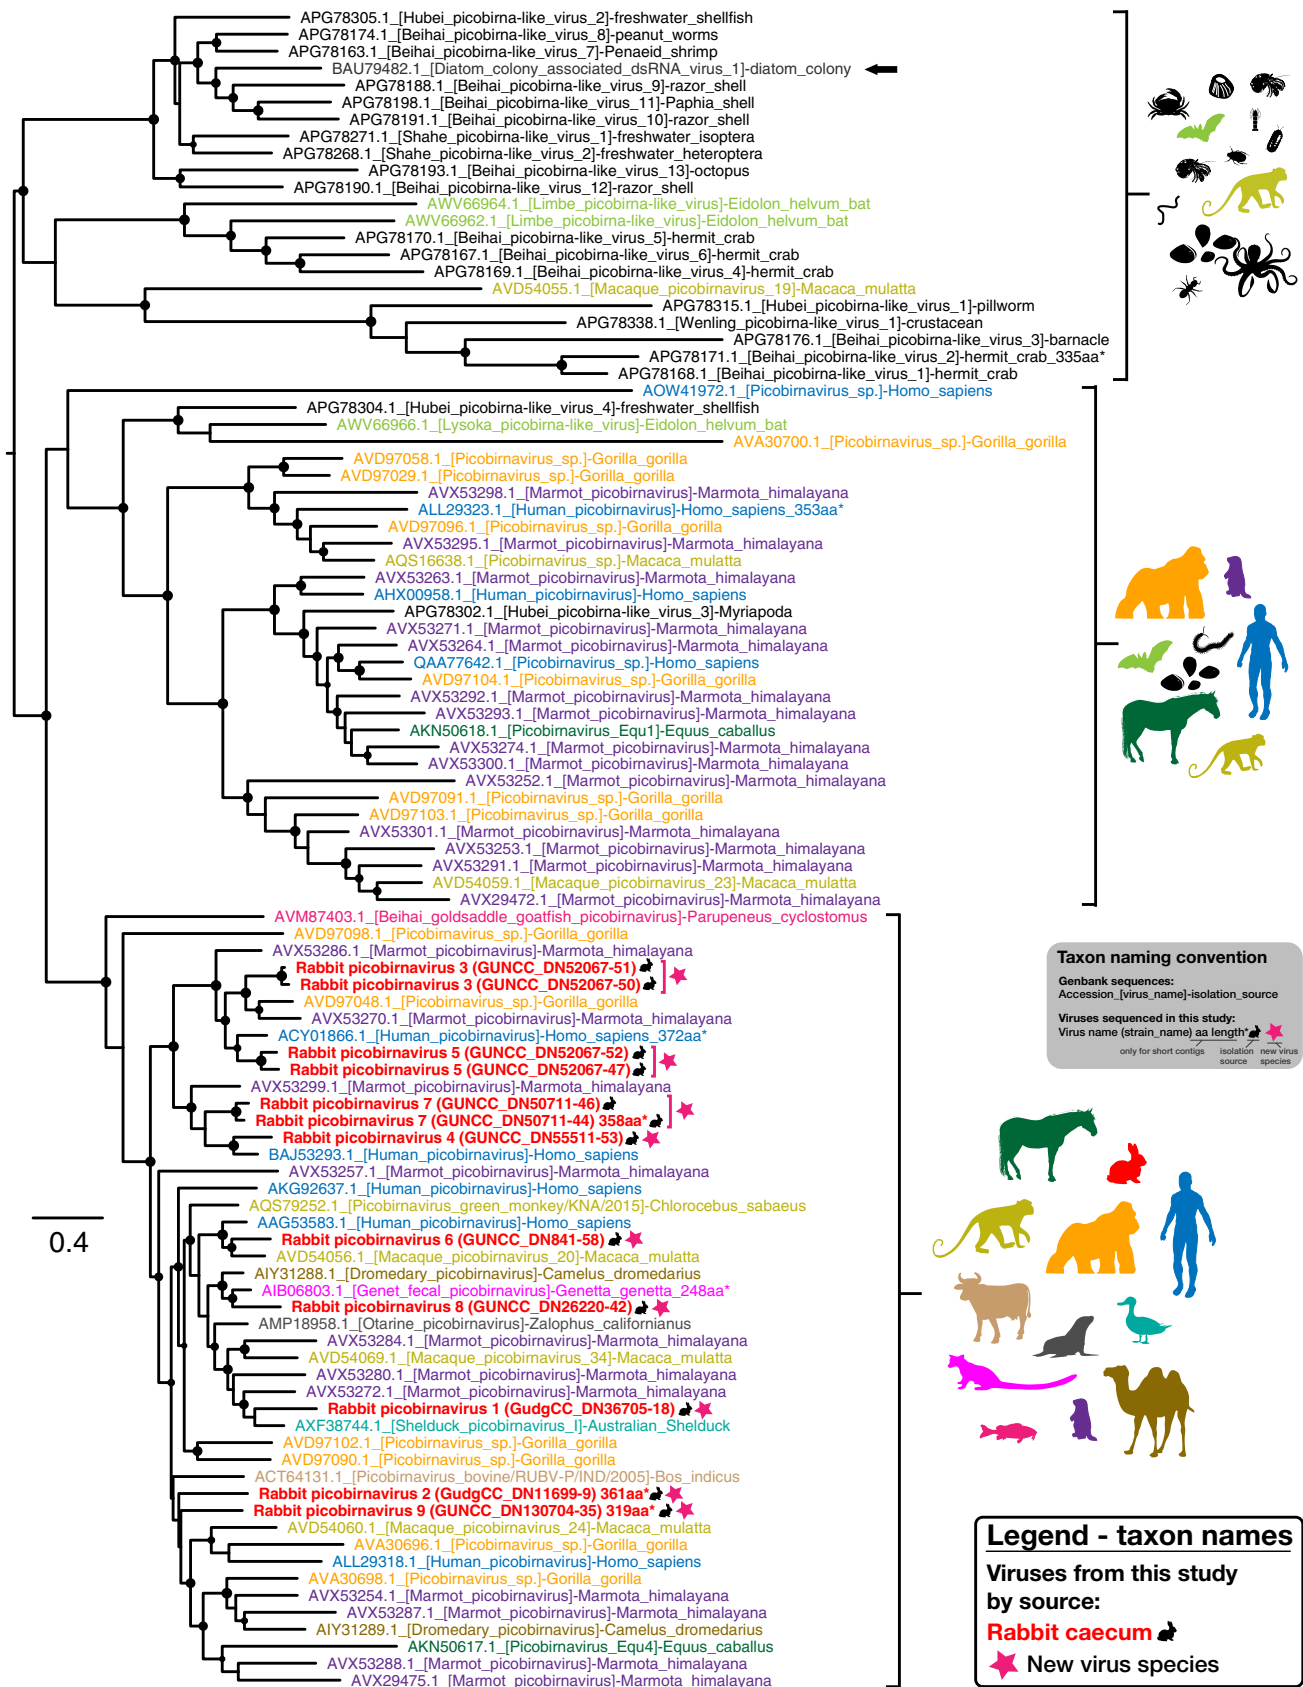 APG78305.1_[Hubei_picobirna-like_virus_2]-freshwater_shellfish
APG78174.1_[Beihai_picobirna-like_virus_8]-peanut_worms
APG78163.1_[Beihai_picobirna-like_virus_7]-Penaeid_shrimp
BAU79482.1_[Diatom_colony_associated_dsRNA_virus_1]-diatom_colony
APG78188.1_[Beihai_picobirna-like_virus_9]-razor_shell
APG78198.1_[Beihai_picobirna-like_virus_11]-Paphia_shell
APG78191.1_[Beihai_picobirna-like_virus_10]-razor_shell
APG78271.1_[Shahe_picobirna-like_virus_1]-freshwater_isoptera
APG78268.1_[Shahe_picobirna-like_virus_2]-freshwater_heteroptera
APG78193.1_[Beihai_picobirna-like_virus_13]-octopus
APG78190.1_[Beihai_picobirna-like_virus_12]-razor_shell
AWV66964.1_[Limbe_picobirna-like_virus]-Eidolon_helvum_bat
AWV66962.1_[Limbe_picobirna-like_virus]-Eidolon_helvum_bat
APG78170.1_[Beihai_picobirna-like_virus_5]-hermit_crab
APG78167.1_[Beihai_picobirna-like_virus_6]-hermit_crab
APG78169.1_[Beihai_picobirna-like_virus_4]-hermit_crab
AVD54055.1_[Macaque_picobirnavirus_19]-Macaca_mulatta
APG78315.1_[Hubei_picobirna-like_virus_1]-pillworm
APG78338.1_[Wenling_picobirna-like_virus_1]-crustacean
APG78176.1_[Beihai_picobirna-like_virus_3]-barnacle
APG78171.1_[Beihai_picobirna-like_virus_2]-hermit_crab_335aa*
APG78168.1_[Beihai_picobirna-like_virus_1]-hermit_crab
AOW41972.1_[Picobirnavirus_sp.]-Homo_sapiens
APG78304.1_[Hubei_picobirna-like_virus_4]-freshwater_shellfish
AWV66966.1_[Lysoka_picobirna-like_virus]-Eidolon_helvum_bat
AVA30700.1_[Picobirnavirus_sp.]-Gorilla_gorilla
AVD97058.1_[Picobirnavirus_sp.]-Gorilla_gorilla
AVD97029.1_[Picobirnavirus_sp.]-Gorilla_gorilla
AVX53298.1_[Marmot_picobirnavirus]-Marmota_himalayana
ALL29323.1_[Human_picobirnavirus]-Homo_sapiens_353aa*
AVD97096.1_[Picobirnavirus_sp.]-Gorilla_gorilla
AVX53295.1_[Marmot_picobirnavirus]-Marmota_himalayana
AQS16638.1_[Picobirnavirus_sp.]-Macaca_mulatta
AVX53263.1_[Marmot_picobirnavirus]-Marmota_himalayana
AHX00958.1_[Human_picobirnavirus]-Homo_sapiens
APG78302.1_[Hubei_picobirna-like_virus_3]-Myriapoda
AVX53271.1_[Marmot_picobirnavirus]-Marmota_himalayana
AVX53264.1_[Marmot_picobirnavirus]-Marmota_himalayana
QAA77642.1_[Picobirnavirus_sp.]-Homo_sapiens
AVD97104.1_[Picobirnavirus_sp.]-Gorilla_gorilla
AVX53292.1_[Marmot_picobirnavirus]-Marmota_himalayana
AVX53293.1_[Marmot_picobirnavirus]-Marmota_himalayana
AKN50618.1_[Picobirnavirus_Equ1]-Equus_caballus
AVX53274.1_[Marmot_picobirnavirus]-Marmota_himalayana
AVX53300.1_[Marmot_picobirnavirus]-Marmota_himalayana
AVX53252.1_[Marmot_picobirnavirus]-Marmota_himalayana
AVD97091.1_[Picobirnavirus_sp.]-Gorilla_gorilla
AVD97103.1_[Picobirnavirus_sp.]-Gorilla_gorilla
AVX53301.1_[Marmot_picobirnavirus]-Marmota_himalayana
AVX53253.1_[Marmot_picobirnavirus]-Marmota_himalayana
AVX53291.1_[Marmot_picobirnavirus]-Marmota_himalayana
AVD54059.1_[Macaque_picobirnavirus_23]-Macaca_mulatta
AVX29472.1_[Marmot_picobirnavirus]-Marmota_himalayana
AVM87403.1_[Beihai_goldsaddle_goatfish_picobirnavirus]-Parupeneus_cyclostomus
AVD97098.1_[Picobirnavirus_sp.]-Gorilla_gorilla
AVX53286.1_[Marmot_picobirnavirus]-Marmota_himalayana
Rabbit picobirnavirus 3 (GUNCC_DN52067-51)
Rabbit picobirnavirus 3 (GUNCC_DN52067-50)
AVD97048.1_[Picobirnavirus_sp.]-Gorilla_gorilla
AVX53270.1_[Marmot_picobirnavirus]-Marmota_himalayana
ACY01866.1_[Human_picobirnavirus]-Homo_sapiens_372aa*
Rabbit picobirnavirus 5 (GUNCC_DN52067-52)
Rabbit picobirnavirus 5 (GUNCC_DN52067-47)
AVX53299.1_[Marmot_picobirnavirus]-Marmota_himalayana
Rabbit picobirnavirus 7 (GUNCC_DN50711-46)
Rabbit picobirnavirus 7 (GUNCC_DN50711-44) 358aa*
Rabbit picobirnavirus 4 (GUNCC_DN55511-53)
BAJ53293.1_[Human_picobirnavirus]-Homo_sapiens
AVX53257.1_[Marmot_picobirnavirus]-Marmota_himalayana
AKG92637.1_[Human_picobirnavirus]-Homo_sapiens
AQS79252.1_[Picobirnavirus_green_monkey/KNA/2015]-Chlorocebus_sabaeus
AAG53583.1_[Human_picobirnavirus]-Homo_sapiens
Rabbit picobirnavirus 6 (GUNCC_DN841-58)
AVD54056.1_[Macaque_picobirnavirus_20]-Macaca_mulatta
AIY31288.1_[Dromedary_picobirnavirus]-Camelus_dromedarius
AIB06803.1_[Genet_fecal_picobirnavirus]-Genetta_genetta_248aa*
Rabbit picobirnavirus 8 (GUNCC_DN26220-42)
AMP18958.1_[Otarine_picobirnavirus]-Zalophus_californianus
AVX53284.1_[Marmot_picobirnavirus]-Marmota_himalayana
AVD54069.1_[Macaque_picobirnavirus_34]-Macaca_mulatta
AVX53280.1_[Marmot_picobirnavirus]-Marmota_himalayana
AVX53272.1_[Marmot_picobirnavirus]-Marmota_himalayana
Rabbit picobirnavirus 1 (GudgCC_DN36705-18)
AXF38744.1_[Shelduck_picobirnavirus_I]-Australian_Shelduck
AVD97102.1_[Picobirnavirus_sp.]-Gorilla_gorilla
AVD97090.1_[Picobirnavirus_sp.]-Gorilla_gorilla
ACT64131.1_[Picobirnavirus_bovine/RUBV-P/IND/2005]-Bos_indicus
Rabbit picobirnavirus 2 (GudgCC_DN11699-9) 361aa*
Rabbit picobirnavirus 9 (GUNCC_DN130704-35) 319aa*
AVD54060.1_[Macaque_picobirnavirus_24]-Macaca_mulatta
AVA30696.1_[Picobirnavirus_sp.]-Gorilla_gorilla
ALL29318.1_[Human_picobirnavirus]-Homo_sapiens
AVA30698.1_[Picobirnavirus_sp.]-Gorilla_gorilla
AVX53254.1_[Marmot_picobirnavirus]-Marmota_himalayana
AVX53287.1_[Marmot_picobirnavirus]-Marmota_himalayana
AIY31289.1_[Dromedary_picobirnavirus]-Camelus_dromedarius
AKN50617.1_[Picobirnavirus_Equ4]-Equus_caballus
AVX53288.1_[Marmot_picobirnavirus]-Marmota_himalayana
AVX29475.1_[Marmot_picobirnavirus]-Marmota_himalayana
0.4
Taxon naming convention
Genbank sequences:
Accession_[virus_name]-isolation_source
Viruses sequenced in this study:
Virus name (strain_name) aa length*
only for short contigs
isolation source
new virus species
Legend - taxon names
Viruses from this study
by source:
Rabbit caecum
New virus species